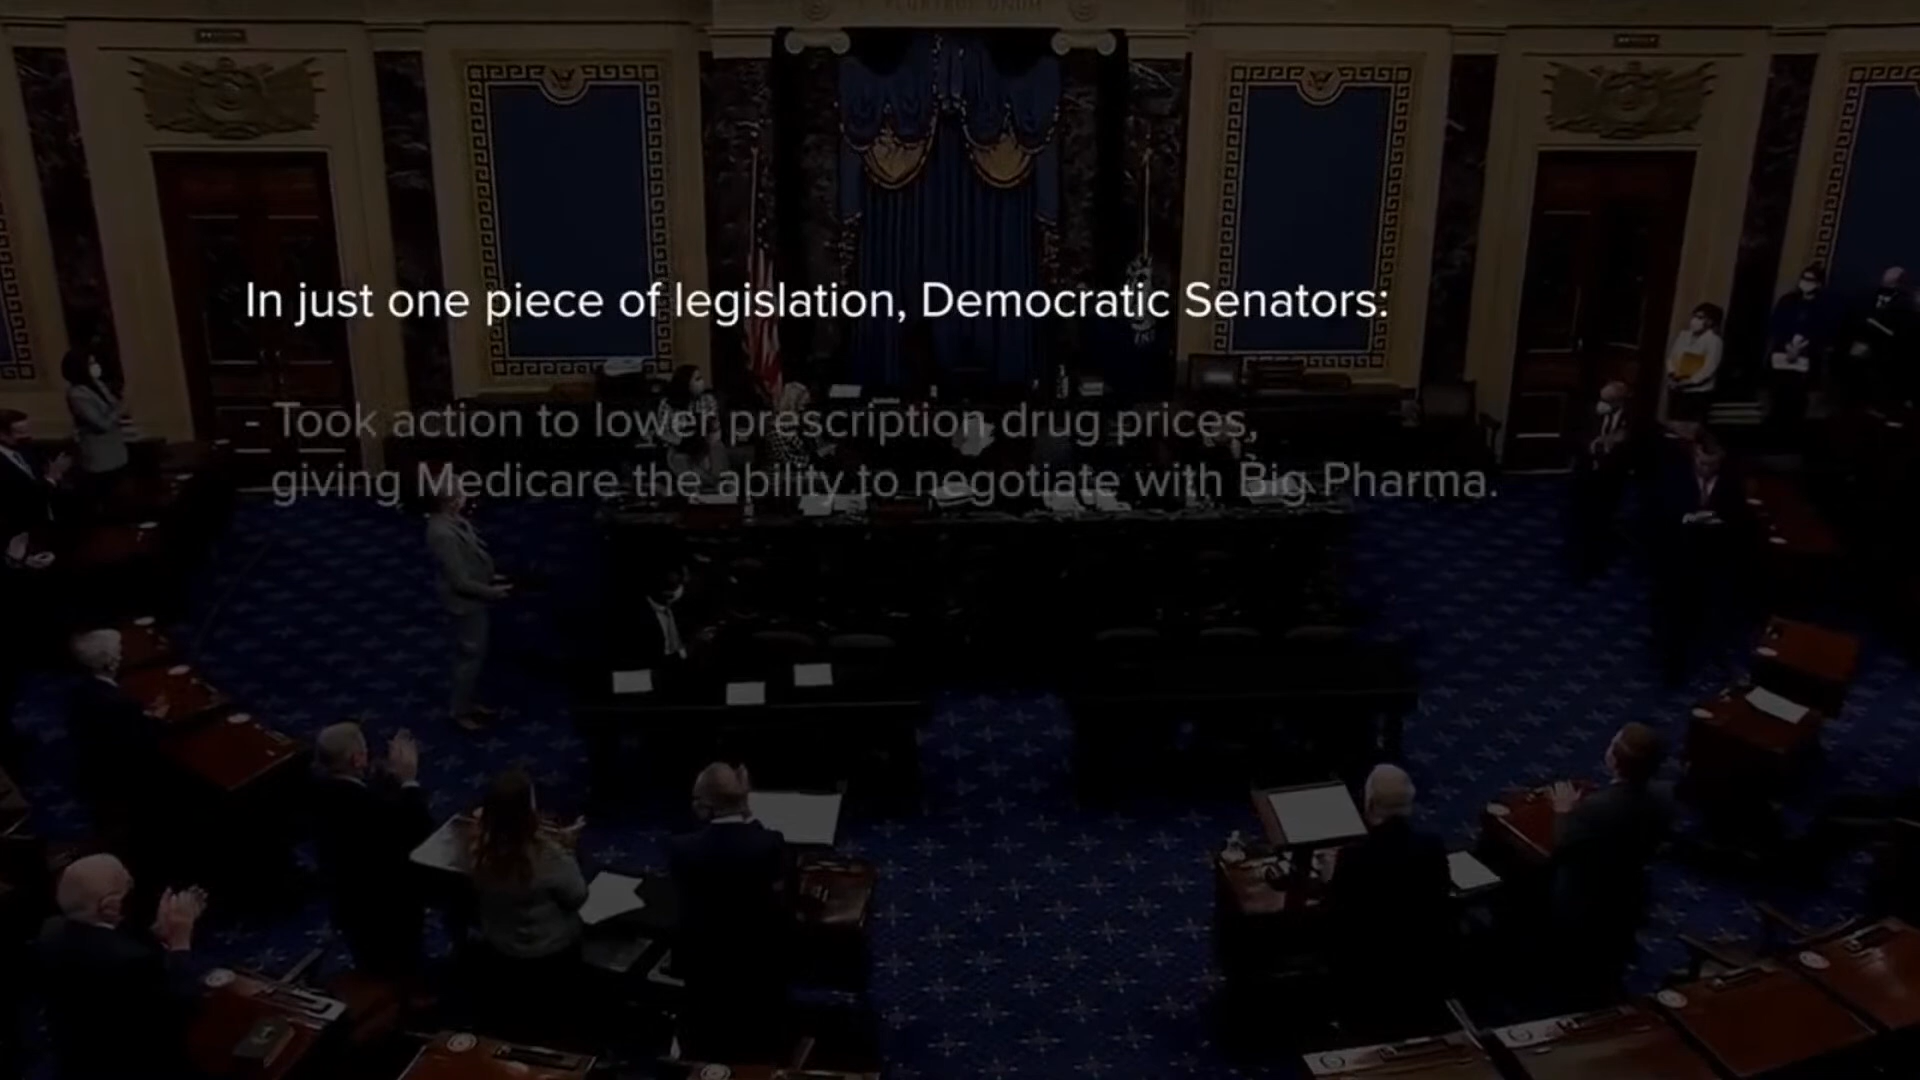 In just one piece of legislation, Democratic Senators:
- Took action to lower prescription drug prices,
giving Medicare the ability to negotiate with Big Pharma.